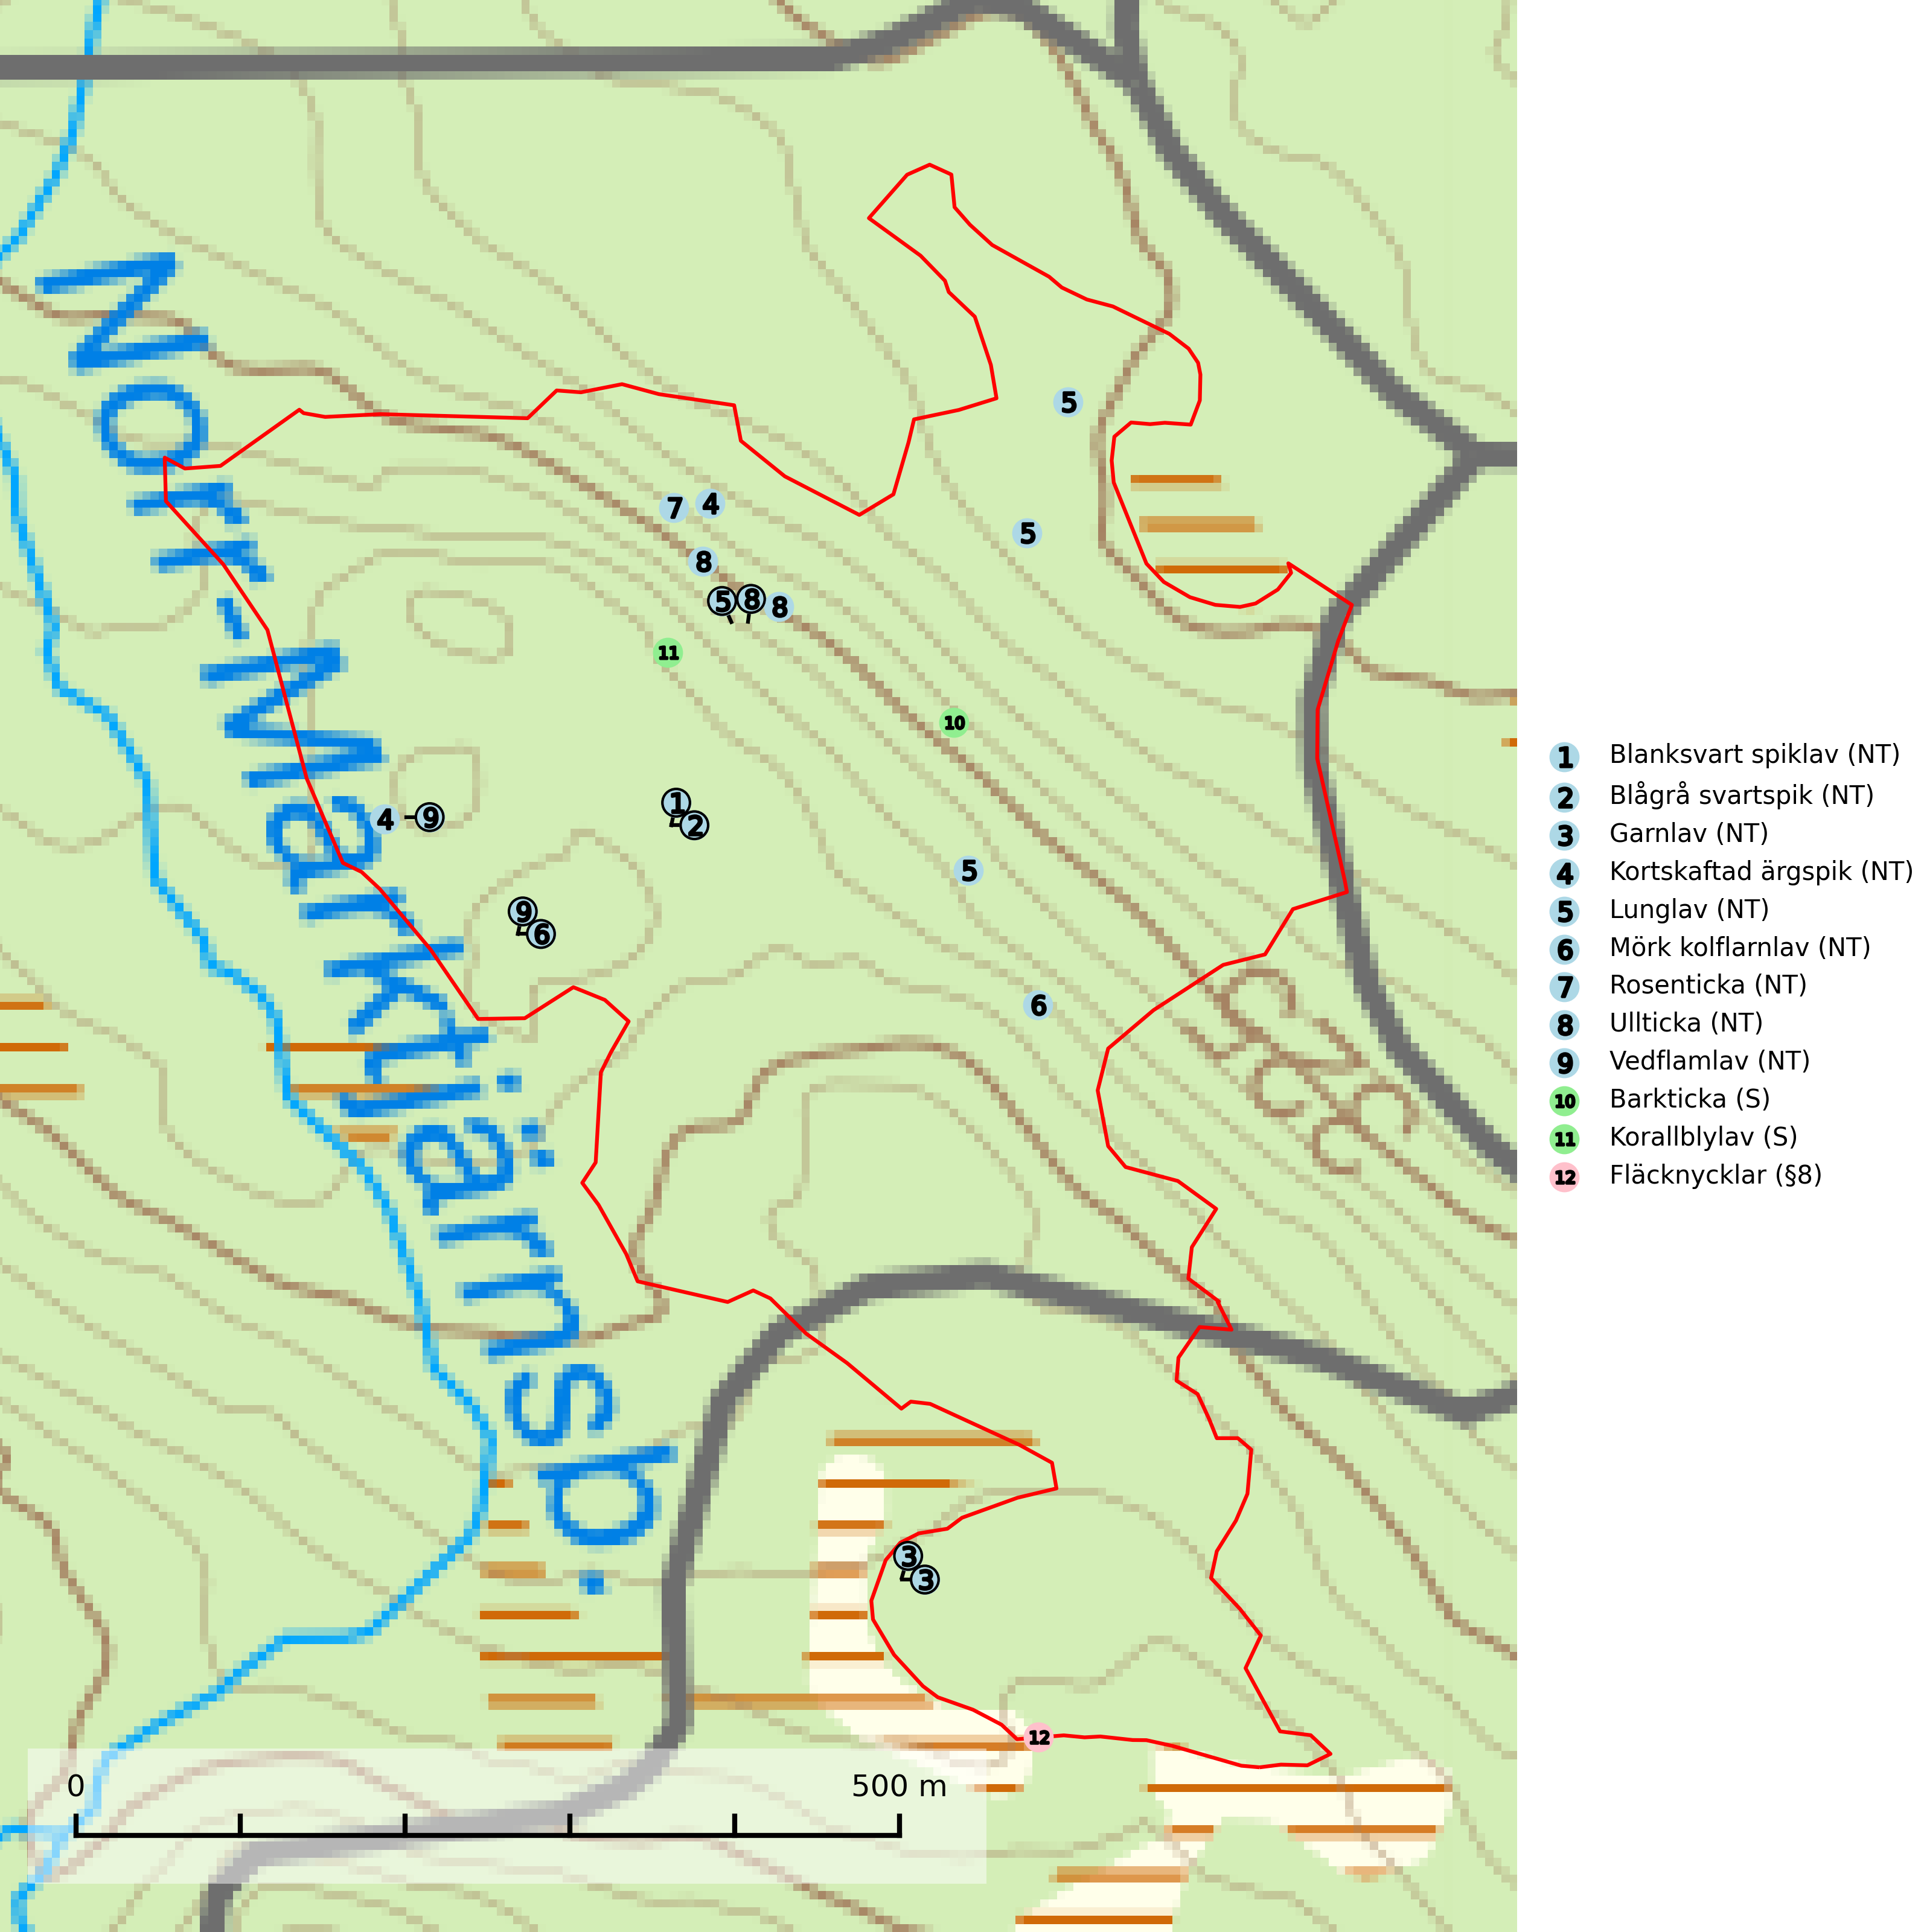 Norr-Märktjärnsb.
525
7
4
5
5
8
5
8
8
11
10
1
2
4
9
5
9
6
6
3
3
12
0
500 m
1 Blanksvart spiklav (NT)
2 Blågrå svartspik (NT)
3 Garnlav (NT)
4 Kortskaftad ärgspik (NT)
5 Lunglav (NT)
6 Mörk kolflarnlav (NT)
7 Rosenticka (NT)
8 Ullticka (NT)
9 Vedflamlav (NT)
10 Barkticka (S)
11 Korallblylav (S)
12 Fläcknycklar (§8)